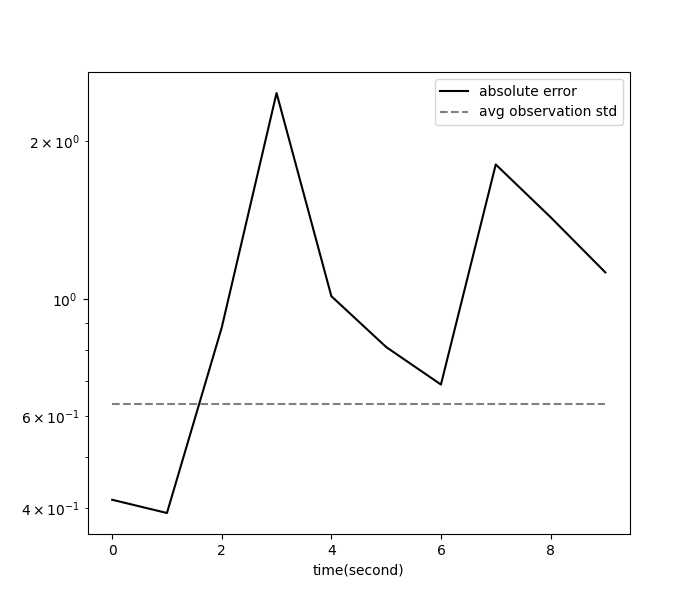 absolute error
avg observation std
2 × 10⁰
10⁰
6 × 10⁻¹
4 × 10⁻¹
0 2 4 6 8
time(second)